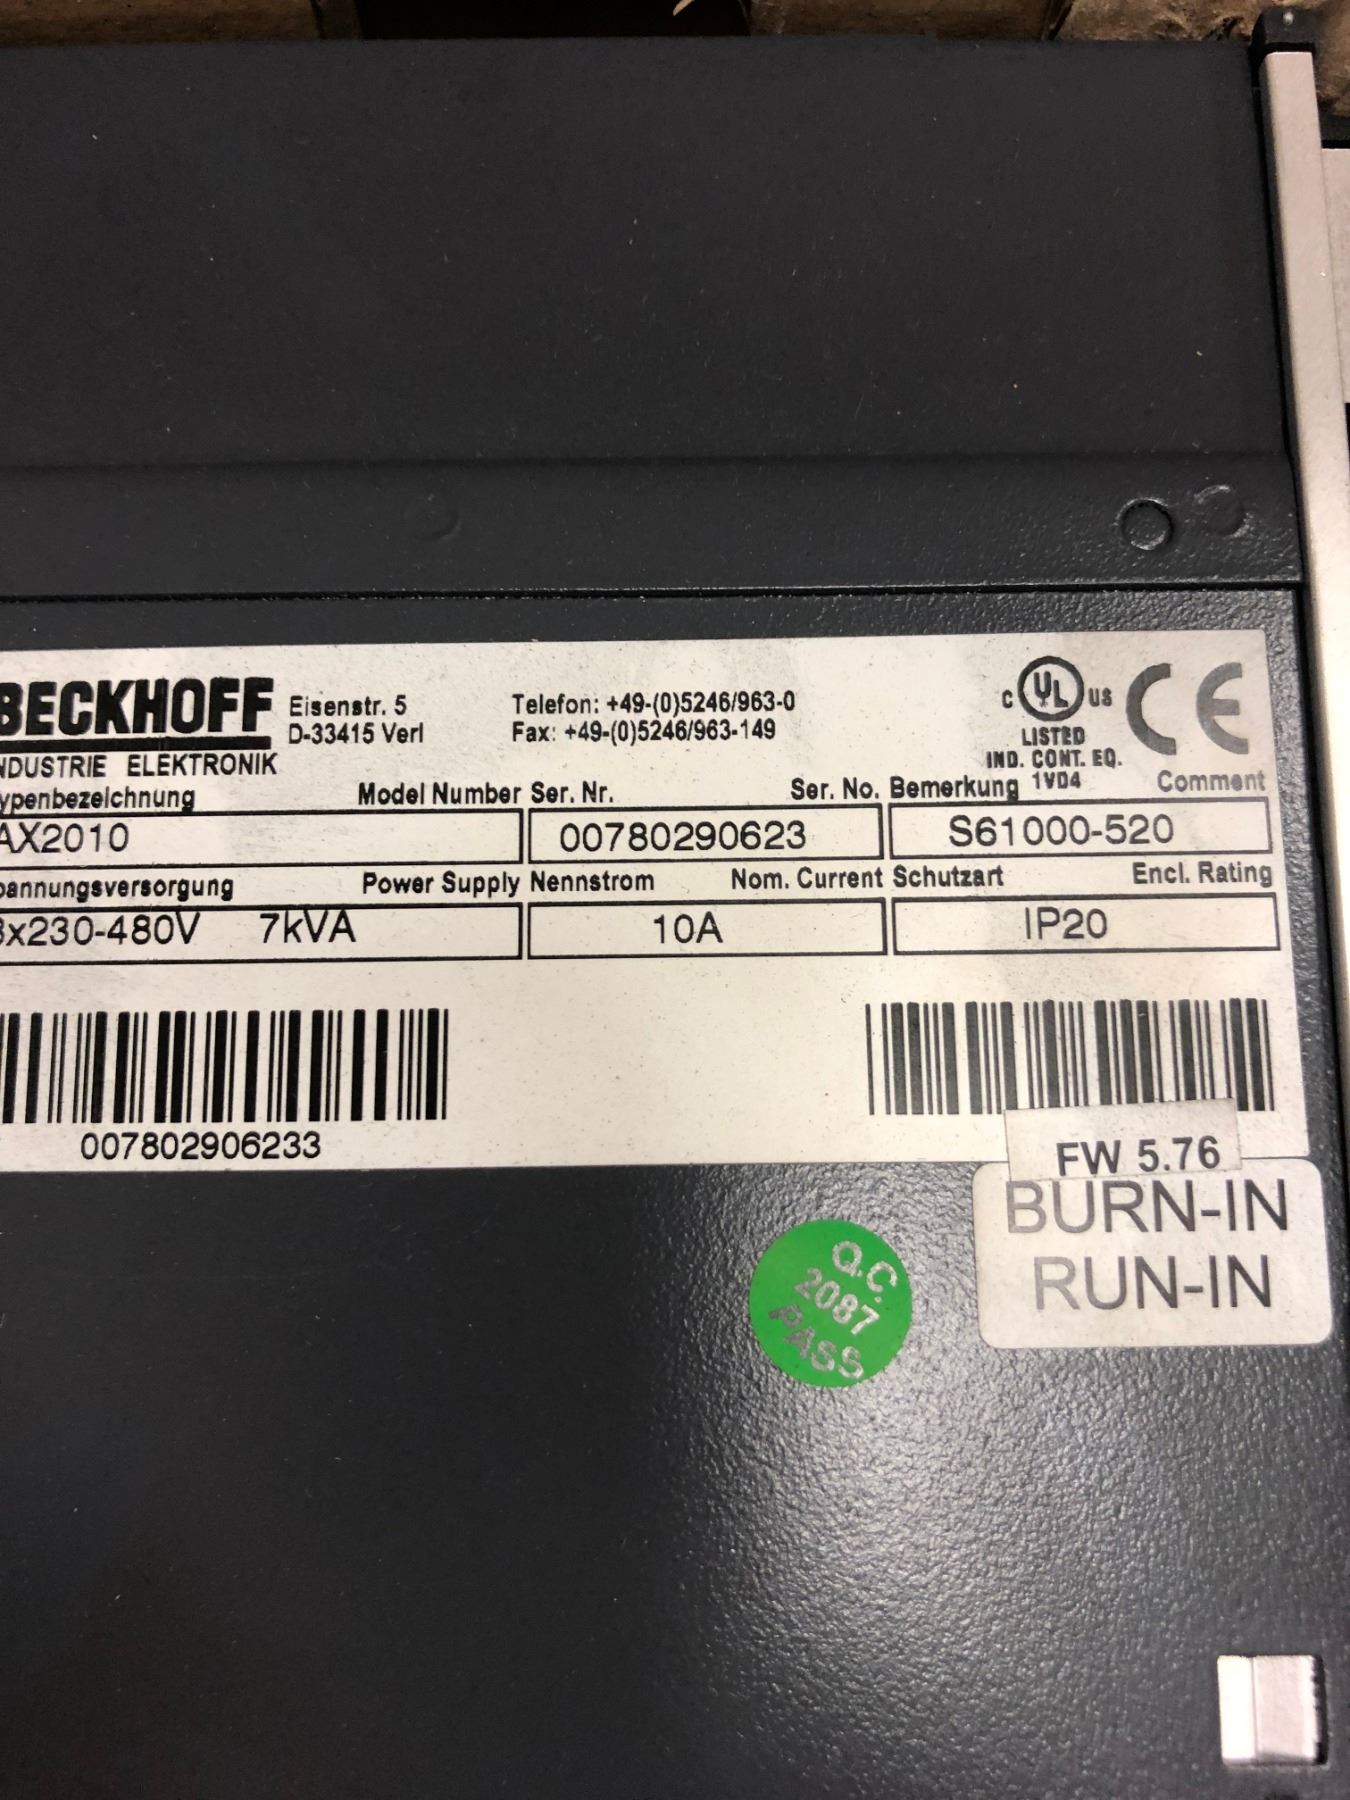 BECKHOFF
Eisenstr. 5
D-33415 Verl
Telefon: +49-(0)5246/963-0
Fax: +49-(0)5246/963-149
C UL US
LISTED
IND. CONT. EQ.
1VD4
CE
NDUSTRIE ELEKTRONIK
ypenbezeichnung Model Number Ser. Nr. Ser. No. Bemerkung Comment
AX2010 00780290623 S61000-520
pannungsversorgung Power Supply Nennstrom Nom. Current Schutzart Encl. Rating
3x230-480V 7kVA 10A IP20
007802906233
FW 5.76
BURN-IN
RUN-IN
Q.C.
2087
PASS